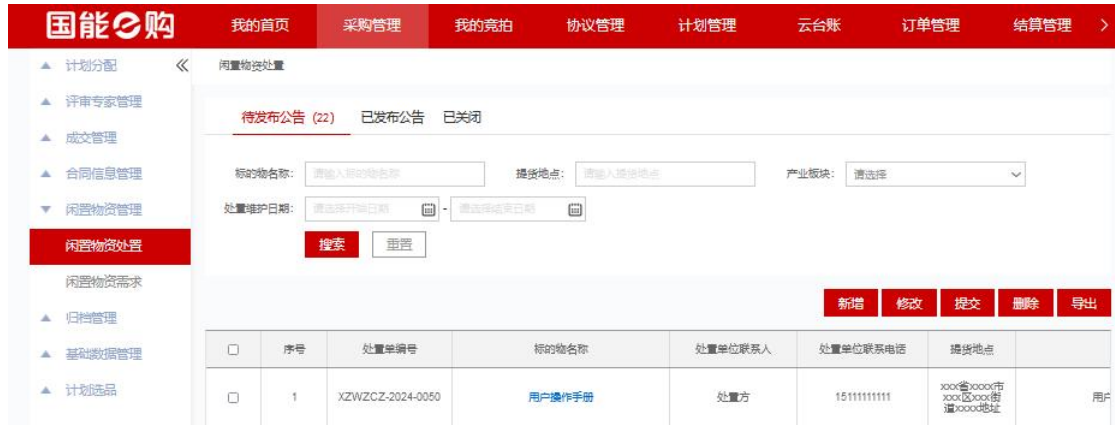 国能e购 我的首页 采购管理 我的竞拍 协议管理 计划管理 云台账 订单管理 结算管理
计划分配
闲置物资处置
评审专家管理
待发布公告 (22) 已发布公告 已关闭
成交管理
合同信息管理
标的物名称: 请输入标的物名称 提货地点: 请输入提货地点 产业板块: 请选择
闲置物资管理
处置维护日期: 请选择开始日期 - 请选择结束日期
闲置物资处置
搜索 重置
闲置物资需求
新增 修改 提交 删除 导出
归档管理
基础数据管理
序号 处置单编号 标的物名称 处置单位联系人 处置单位联系电话 提货地点
计划选品
1 XZWZCZ-2024-0050 用户操作手册 处置方 15111111111 xxx省xxxx市
xxx区xxx街
道xxxx地址
用户